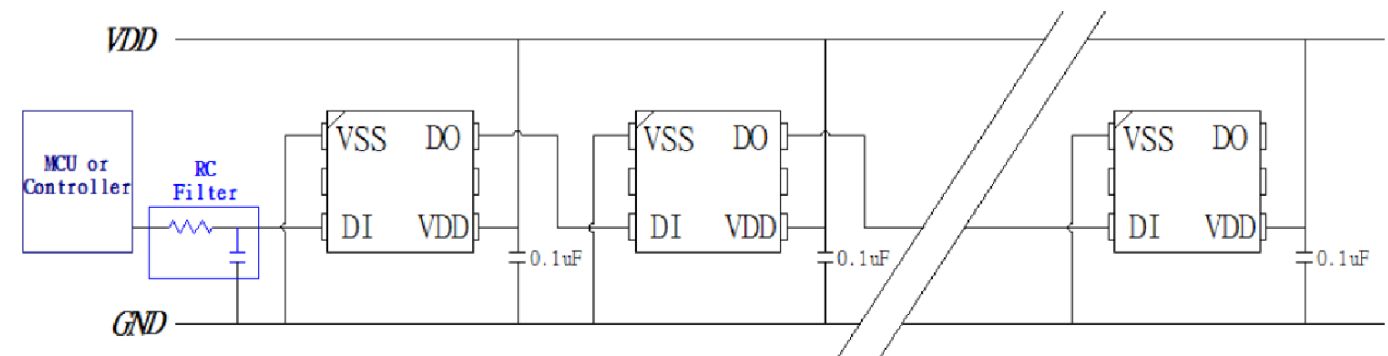 VDD
MCU or
Controller
RC
Filter
VSS DO
DI VDD
0.1uF
VSS DO
DI VDD
0.1uF
VSS DO
DI VDD
0.1uF
GND